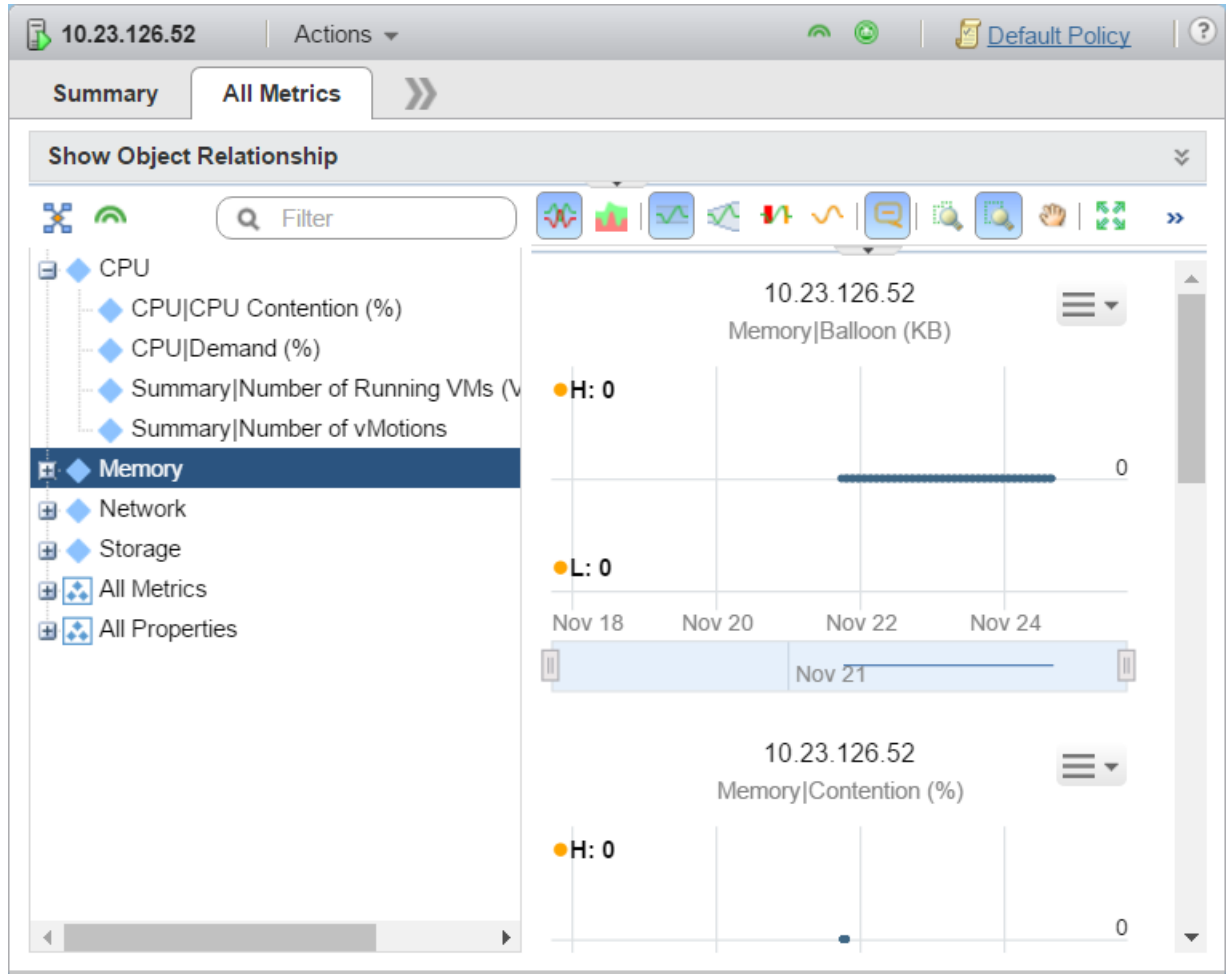 10.23.126.52 Actions Default Policy ?
Summary All Metrics
Show Object Relationship
Filter
CPU
CPU|CPU Contention (%)
CPU|Demand (%)
Summary|Number of Running VMs (V
Summary|Number of vMotions
Memory
Network
Storage
All Metrics
All Properties
10.23.126.52
Memory|Balloon (KB)
H: 0
0
L: 0
Nov 18 Nov 20 Nov 22 Nov 24
Nov 21
10.23.126.52
Memory|Contention (%)
H: 0
0